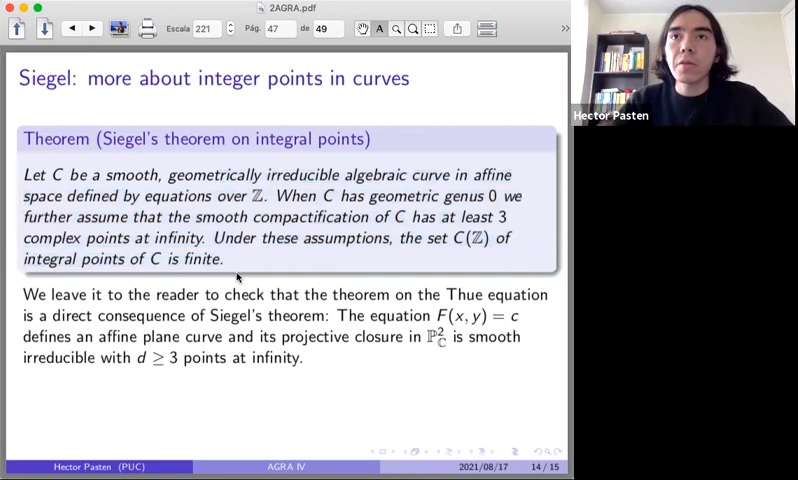 2AGRA.pdf
Escala 221 Pág. 47 de 49
A
Siegel: more about integer points in curves
Theorem (Siegel's theorem on integral points)
Let C be a smooth, geometrically irreducible algebraic curve in affine
space defined by equations over ℤ. When C has geometric genus 0 we
further assume that the smooth compactification of C has at least 3
complex points at infinity. Under these assumptions, the set C(ℤ) of
integral points of C is finite.
We leave it to the reader to check that the theorem on the Thue equation
is a direct consequence of Siegel's theorem: The equation F(x, y) = c
defines an affine plane curve and its projective closure in ℙ²_ℂ is smooth
irreducible with d ≥ 3 points at infinity.
Hector Pasten (PUC) AGRA IV 2021/08/17 14 / 15
Hector Pasten